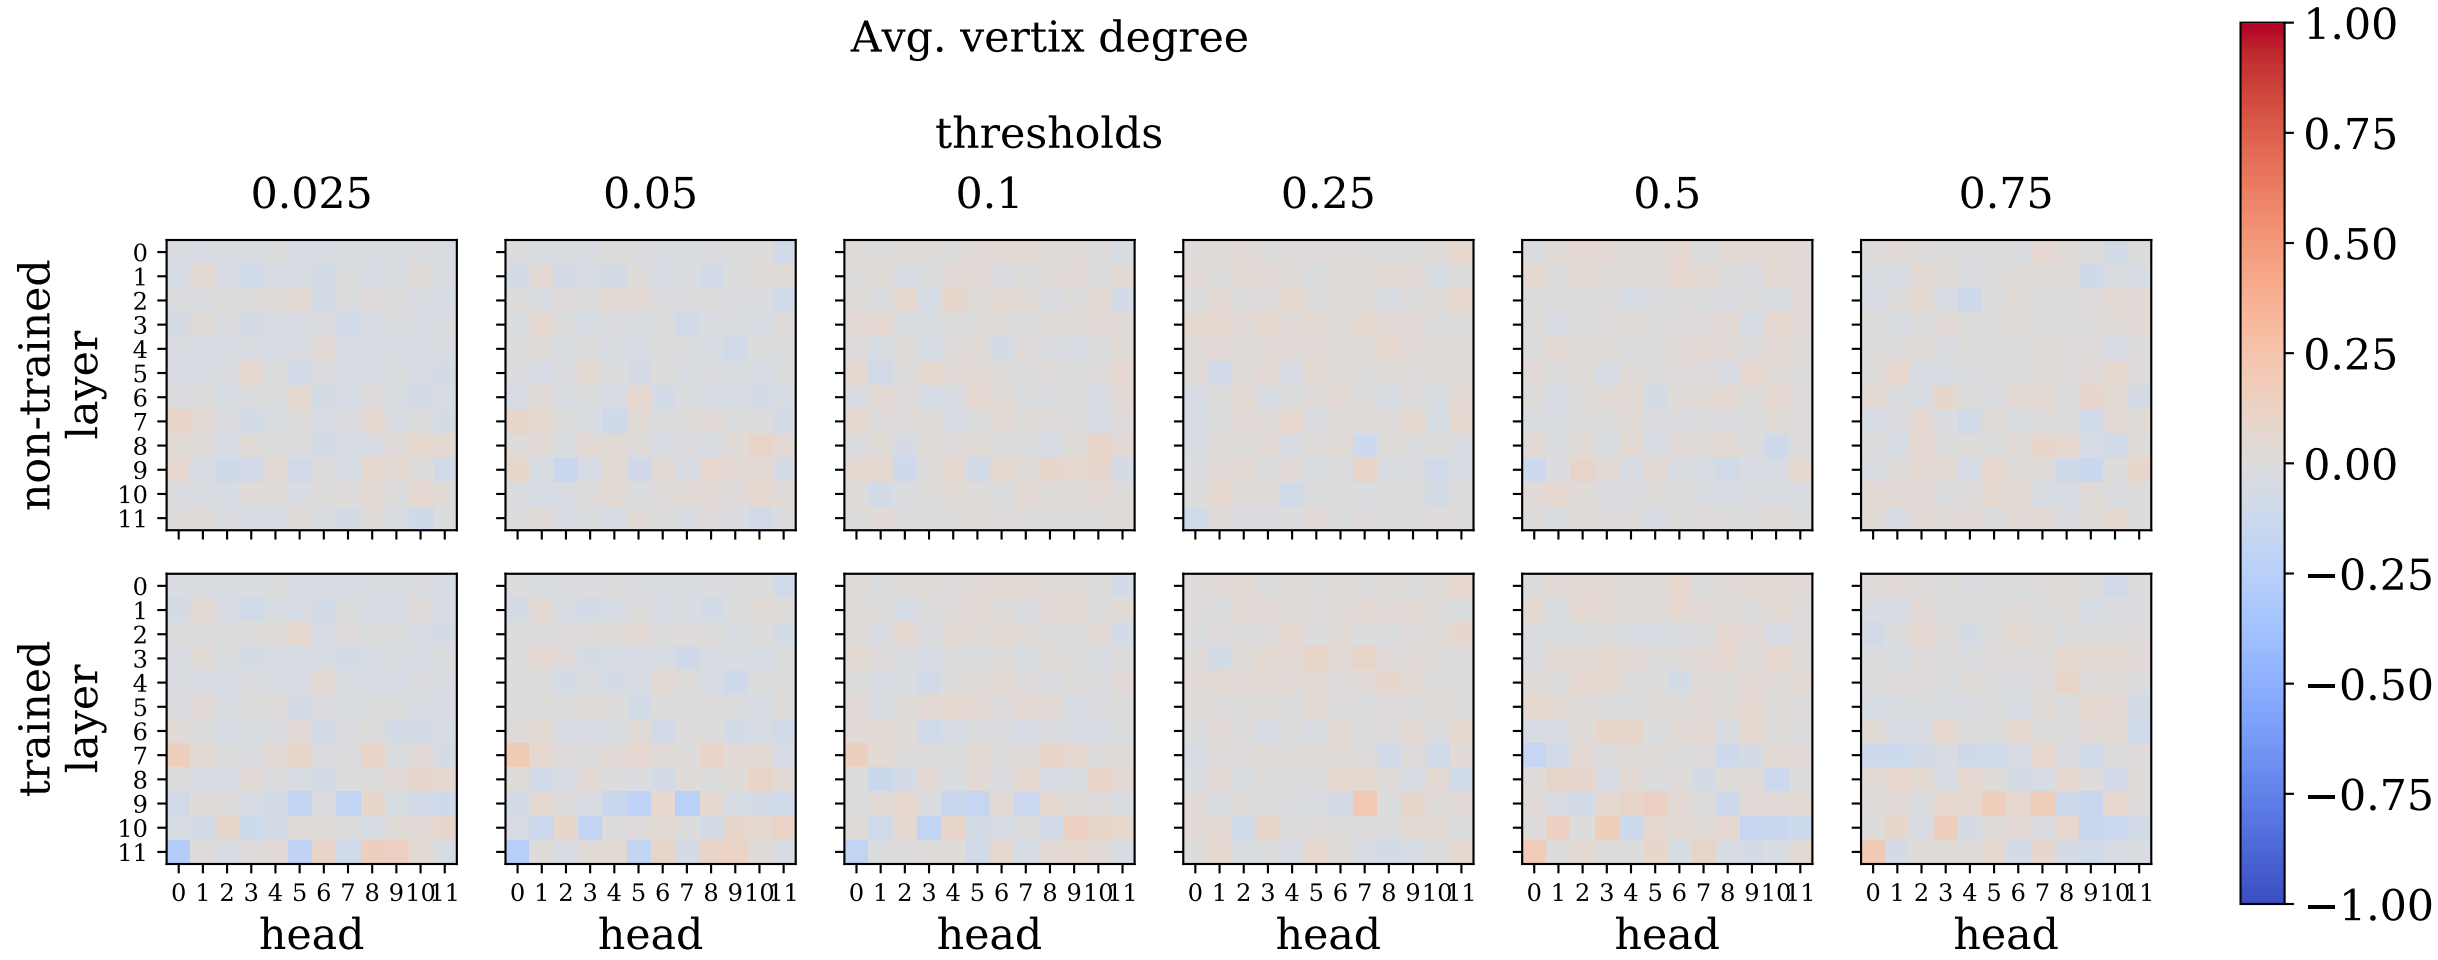 Avg. vertix degree
thresholds
0.025 0.05 0.1 0.25 0.5 0.75
non-trained
layer
0
1
2
3
4
5
6
7
8
9
10
11
trained
layer
0
1
2
3
4
5
6
7
8
9
10
11
0 1 2 3 4 5 6 7 8 9 10 11
0 1 2 3 4 5 6 7 8 9 10 11
0 1 2 3 4 5 6 7 8 9 10 11
0 1 2 3 4 5 6 7 8 9 10 11
0 1 2 3 4 5 6 7 8 9 10 11
0 1 2 3 4 5 6 7 8 9 10 11
head head head head head head
1.00
0.75
0.50
0.25
0.00
−0.25
−0.50
−0.75
−1.00